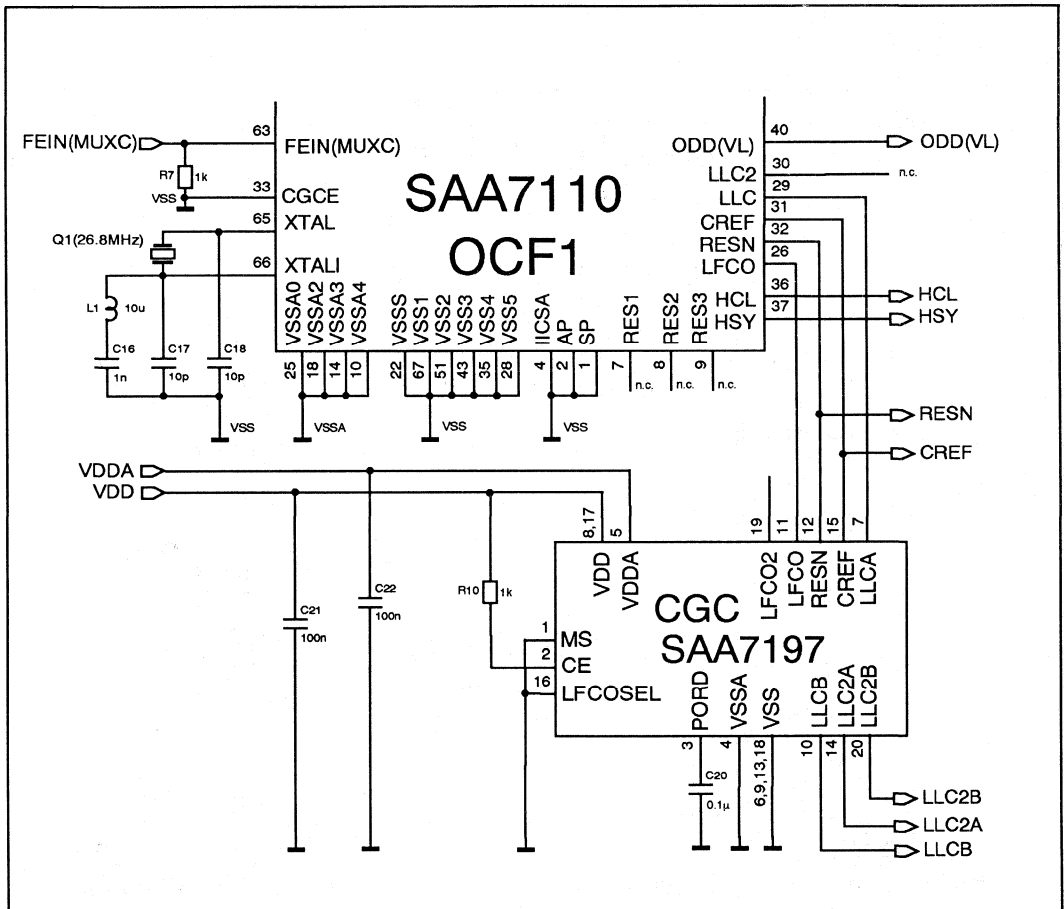 FEIN(MUXC)
63
FEIN(MUXC)
R7
1k
VSS
33
CGCE
65
XTAL
Q1(26.8MHz)
66
XTALI
L1
10u
C16
1n
C17
10p
C18
10p
VSS
SAA7110
OCF1
VSSA0
VSSA2
VSSA3
VSSA4
25
18
14
10
VSSA
VSSS
VSS1
VSS2
VSS3
VSS4
VSS5
22
67
51
43
35
28
VSS
IICSA
AP
SP
4
2
1
VSS
RES1
RES2
RES3
7
8
9
n.c.
n.c.
n.c.
ODD(VL)
40
ODD(VL)
LLC2
30
n.c.
LLC
29
CREF
31
RESN
32
LFCO
26
HCL
36
HCL
HSY
37
HSY
RESN
CREF
VDDA
VDD
C21
100n
C22
100n
R10
1k
8,17
5
VDD
VDDA
19
11
12
15
7
LFCO2
LFCO
RESN
CREF
LLCA
CGC
SAA7197
1
MS
2
CE
16
LFCOSEL
PORD
VSSA
VSS
LLCB
LLC2A
LLC2B
3
4
6,9,13,18
10
14
20
C20
0.1μ
LLC2B
LLC2A
LLCB